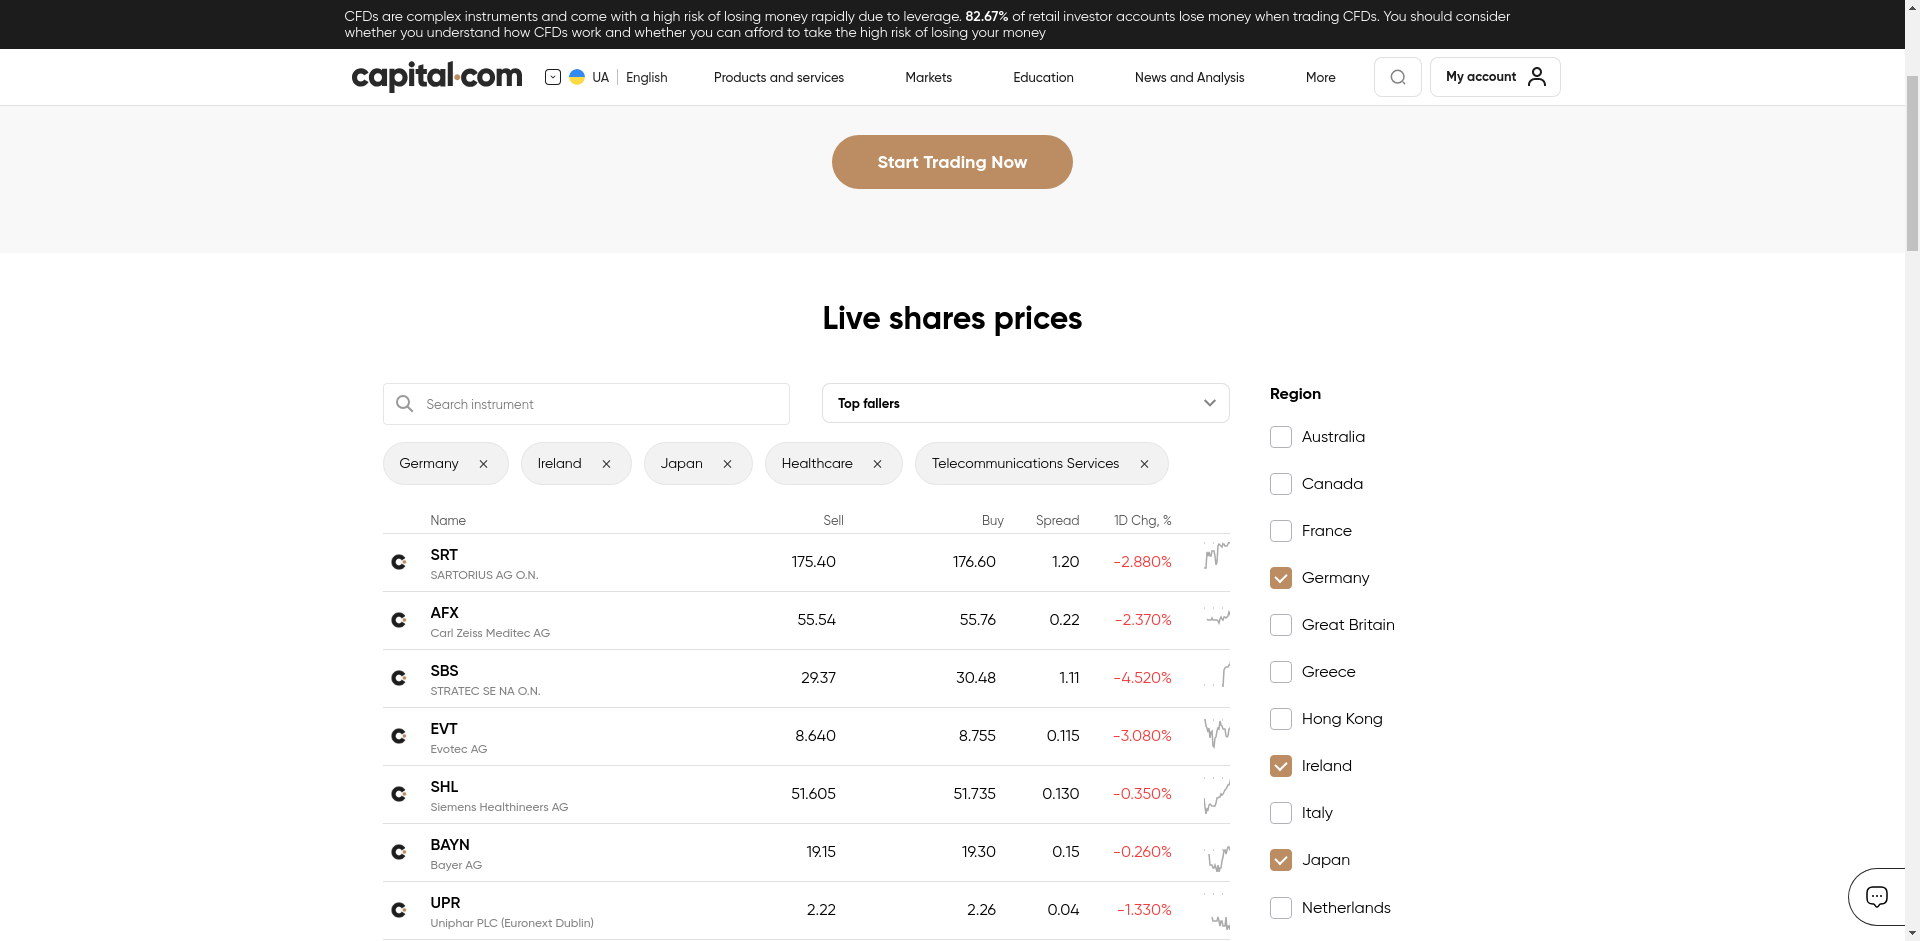 CFDs are complex instruments and come with a high risk of losing money rapidly due to leverage. 82.67% of retail investor accounts lose money when trading CFDs. You should consider
whether you understand how CFDs work and whether you can afford to take the high risk of losing your money
capital.com
UA English Products and services Markets Education News and Analysis More My account
Start Trading Now
Live shares prices
Search instrument
Top fallers
Germany Ireland Japan Healthcare Telecommunications Services
Name Sell Buy Spread 1D Chg, %
SRT
SARTORIUS AG O.N.
175.40 176.60 1.20 -2.880%
AFX
Carl Zeiss Meditec AG
55.54 55.76 0.22 -2.370%
SBS
STRATEC SE NA O.N.
29.37 30.48 1.11 -4.520%
EVT
Evotec AG
8.640 8.755 0.115 -3.080%
SHL
Siemens Healthineers AG
51.605 51.735 0.130 -0.350%
BAYN
Bayer AG
19.15 19.30 0.15 -0.260%
UPR
Uniphar PLC (Euronext Dublin)
2.22 2.26 0.04 -1.330%
Region
Australia
Canada
France
Germany
Great Britain
Greece
Hong Kong
Ireland
Italy
Japan
Netherlands